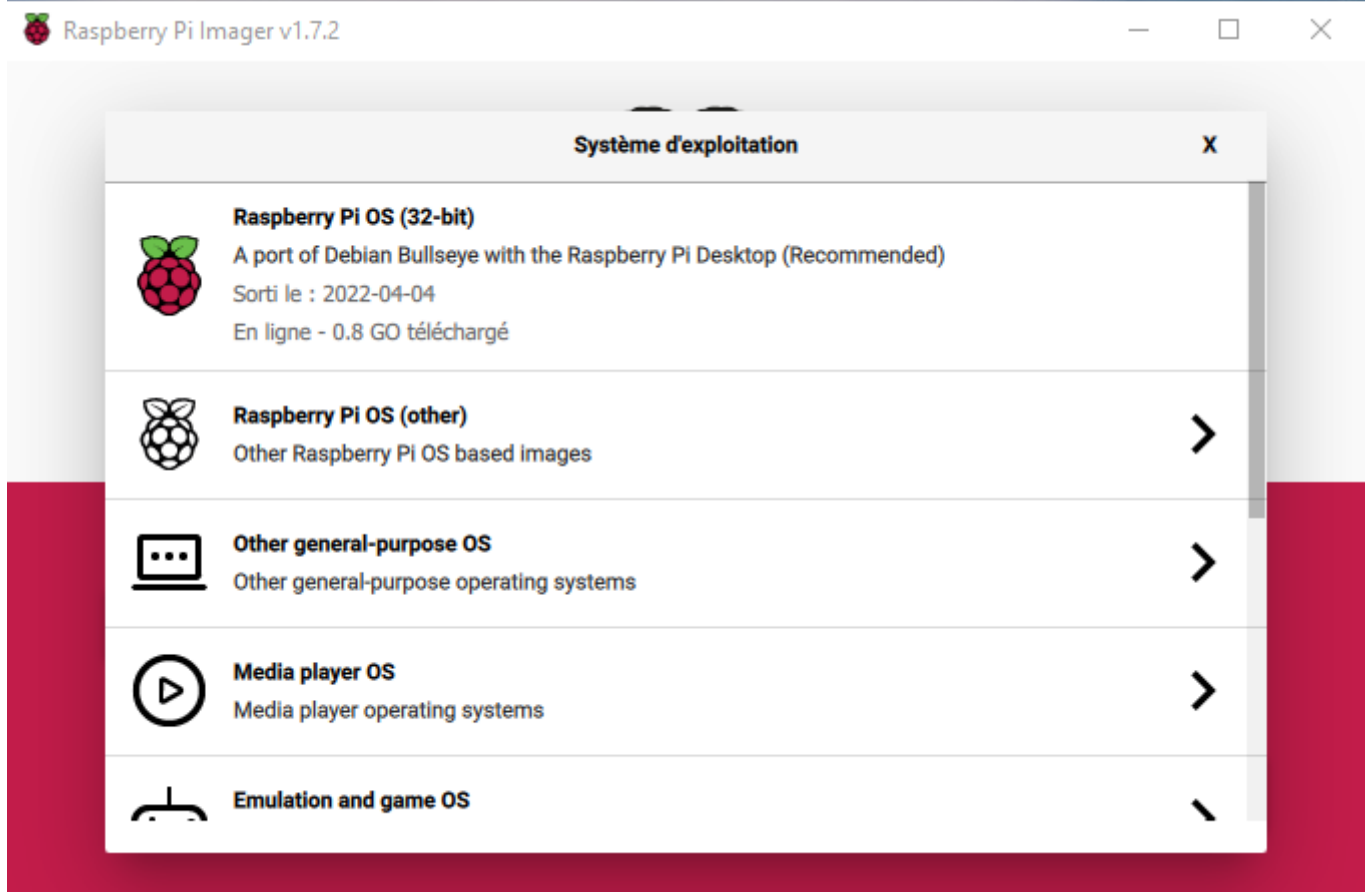 Raspberry Pi Imager v1.7.2
Système d'exploitation
X
Raspberry Pi OS (32-bit)
A port of Debian Bullseye with the Raspberry Pi Desktop (Recommended)
Sorti le : 2022-04-04
En ligne - 0.8 GO téléchargé
Raspberry Pi OS (other)
Other Raspberry Pi OS based images
Other general-purpose OS
Other general-purpose operating systems
Media player OS
Media player operating systems
Emulation and game OS